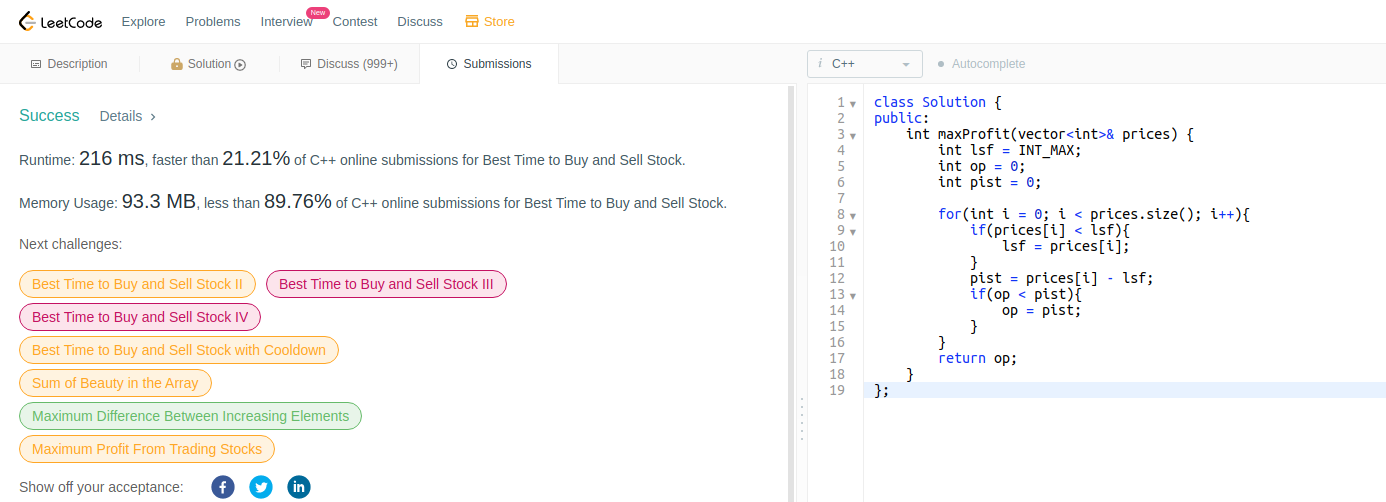 LeetCode Explore Problems Interview New Contest Discuss Store
Description Solution Discuss (999+) Submissions
i C++ Autocomplete
Success Details >
Runtime: 216 ms, faster than 21.21% of C++ online submissions for Best Time to Buy and Sell Stock.
Memory Usage: 93.3 MB, less than 89.76% of C++ online submissions for Best Time to Buy and Sell Stock.
Next challenges:
Best Time to Buy and Sell Stock II Best Time to Buy and Sell Stock III
Best Time to Buy and Sell Stock IV
Best Time to Buy and Sell Stock with Cooldown
Sum of Beauty in the Array
Maximum Difference Between Increasing Elements
Maximum Profit From Trading Stocks
Show off your acceptance:
1 class Solution {
2 public:
3     int maxProfit(vector<int>& prices) {
4         int lsf = INT_MAX;
5         int op = 0;
6         int pist = 0;
7
8         for(int i = 0; i < prices.size(); i++){
9             if(prices[i] < lsf){
10                 lsf = prices[i];
11             }
12             pist = prices[i] - lsf;
13             if(op < pist){
14                 op = pist;
15             }
16         }
17         return op;
18     }
19 };